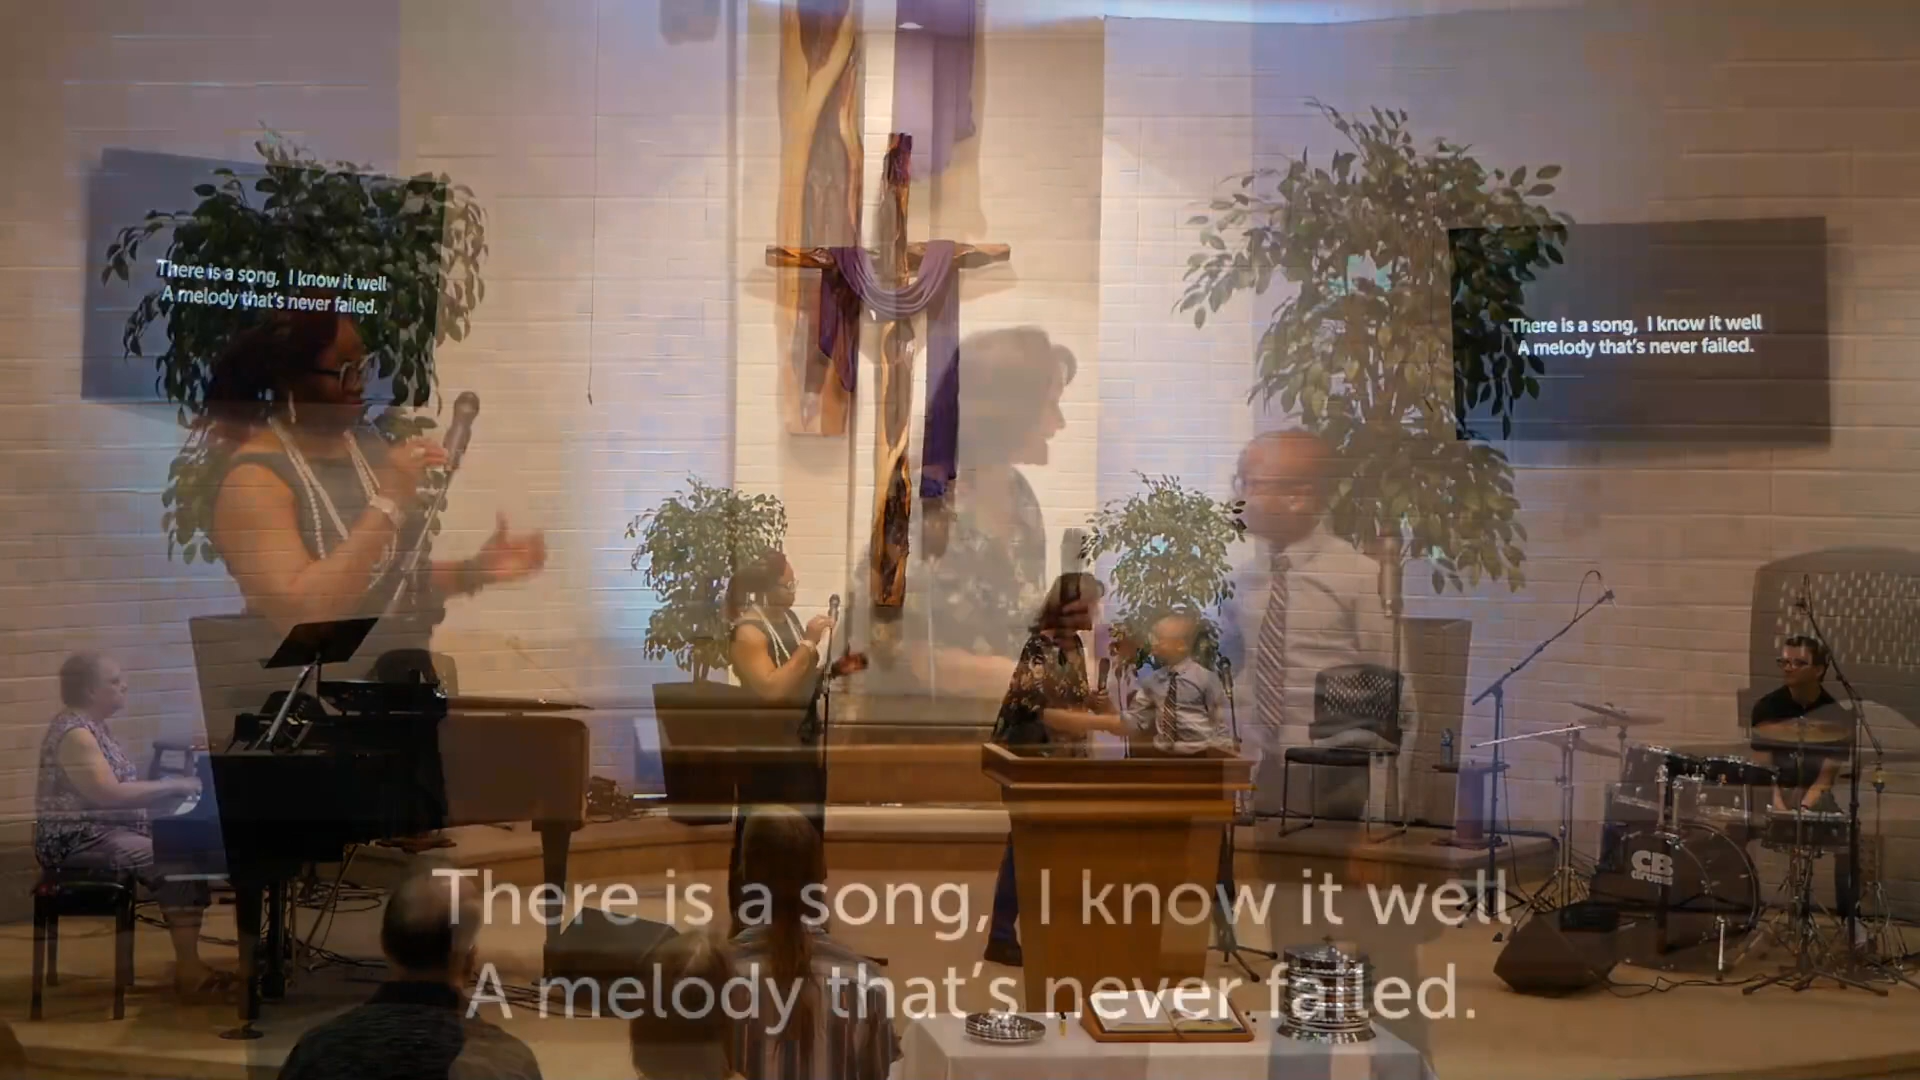 There is a song, I know it well
A melody that's never failed.
There is a song, I know it well
A melody that's never failed.
CB
drums
There is a song, I know it well
A melody that's never failed.